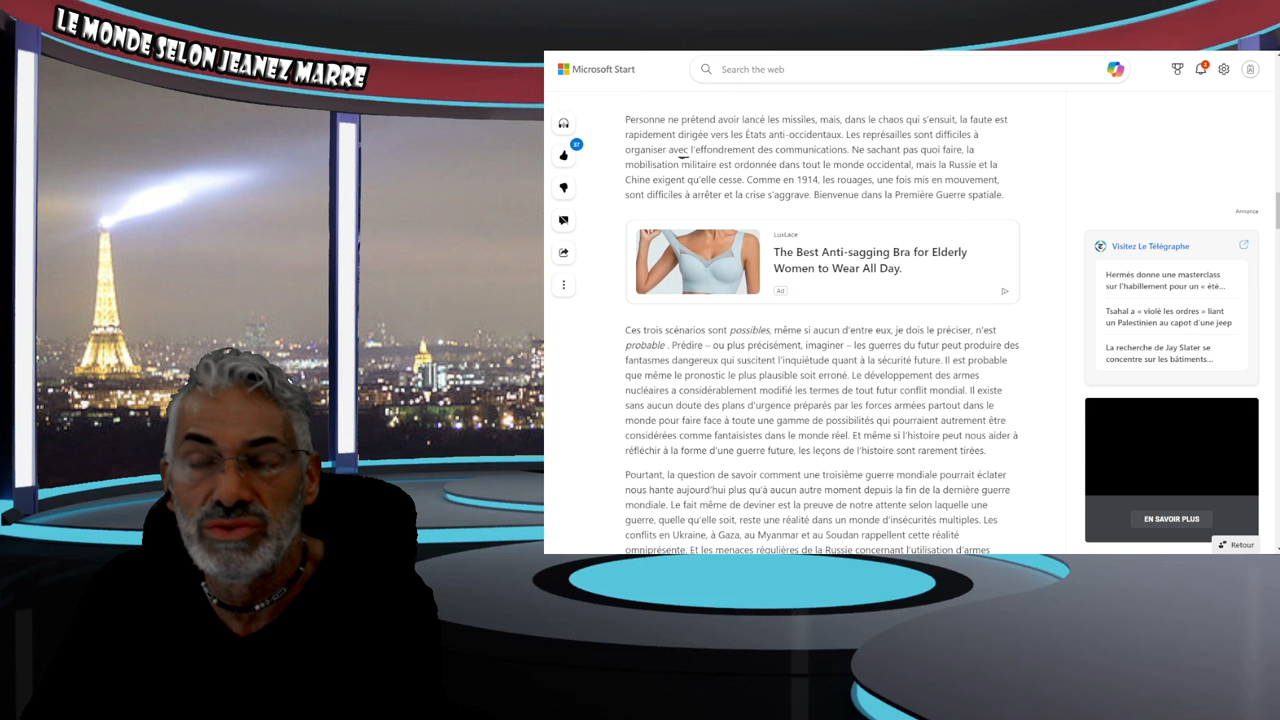 LE MONDE SELON JEANEZ MARRE
Microsoft Start
Search the web
2
37
Personne ne prétend avoir lancé les missiles, mais, dans le chaos qui s'ensuit, la faute est
rapidement dirigée vers les États anti-occidentaux. Les représailles sont difficiles à
organiser avec l'effondrement des communications. Ne sachant pas quoi faire, la
mobilisation militaire est ordonnée dans tout le monde occidental, mais la Russie et la
Chine exigent qu'elle cesse. Comme en 1914, les rouages, une fois mis en mouvement,
sont difficiles à arrêter et la crise s'aggrave. Bienvenue dans la Première Guerre spatiale.
LuxLace
The Best Anti-sagging Bra for Elderly
Women to Wear All Day.
Ad
Ces trois scénarios sont possibles, même si aucun d'entre eux, je dois le préciser, n'est
probable . Prédire – ou plus précisément, imaginer – les guerres du futur peut produire des
fantasmes dangereux qui suscitent l'inquiétude quant à la sécurité future. Il est probable
que même le pronostic le plus plausible soit erroné. Le développement des armes
nucléaires a considérablement modifié les termes de tout futur conflit mondial. Il existe
sans aucun doute des plans d'urgence préparés par les forces armées partout dans le
monde pour faire face à toute une gamme de possibilités qui pourraient autrement être
considérées comme fantaisistes dans le monde réel. Et même si l'histoire peut nous aider à
réfléchir à la forme d'une guerre future, les leçons de l'histoire sont rarement tirées.
Pourtant, la question de savoir comment une troisième guerre mondiale pourrait éclater
nous hante aujourd'hui plus qu'à aucun autre moment depuis la fin de la dernière guerre
mondiale. Le fait même de deviner est la preuve de notre attente selon laquelle une
guerre, quelle qu'elle soit, reste une réalité dans un monde d'insécurités multiples. Les
conflits en Ukraine, à Gaza, au Myanmar et au Soudan rappellent cette réalité
omniprésente. Et les menaces régulières de la Russie concernant l'utilisation d'armes
Annonce
Visitez Le Télégraphe
Hermés donne une masterclass
sur l'habillement pour un « été...
Tsahal a « violé les ordres » liant
un Palestinien au capot d'une jeep
La recherche de Jay Slater se
concentre sur les bâtiments...
EN SAVOIR PLUS
Retour